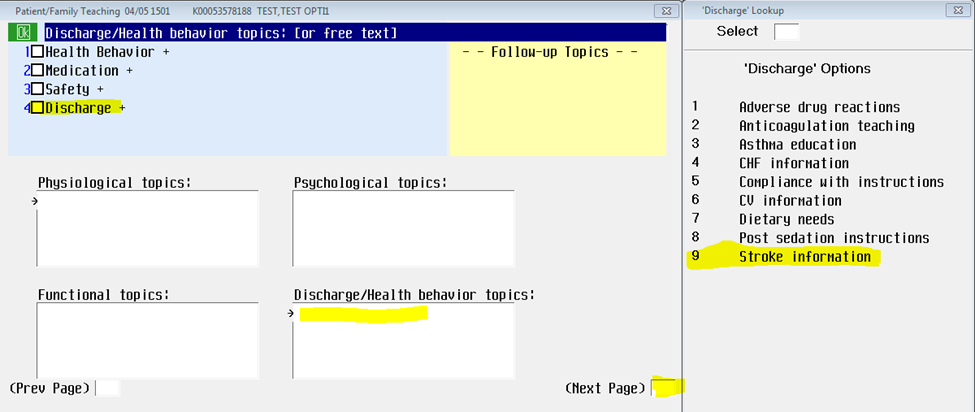 Patient/Family Teaching 04/05 1501 K00053578188 TEST,TEST OPTI1
Ok Discharge/Health behavior topics: [or free text]
1 Health Behavior +
2 Medication +
3 Safety +
4 Discharge +
- - Follow-up Topics - -
Physiological topics:
Psychological topics:
Functional topics:
Discharge/Health behavior topics:
(Prev Page)
(Next Page)
'Discharge' Lookup
Select
'Discharge' Options
1 Adverse drug reactions
2 Anticoagulation teaching
3 Asthma education
4 CHF information
5 Compliance with instructions
6 CV information
7 Dietary needs
8 Post sedation instructions
9 Stroke information